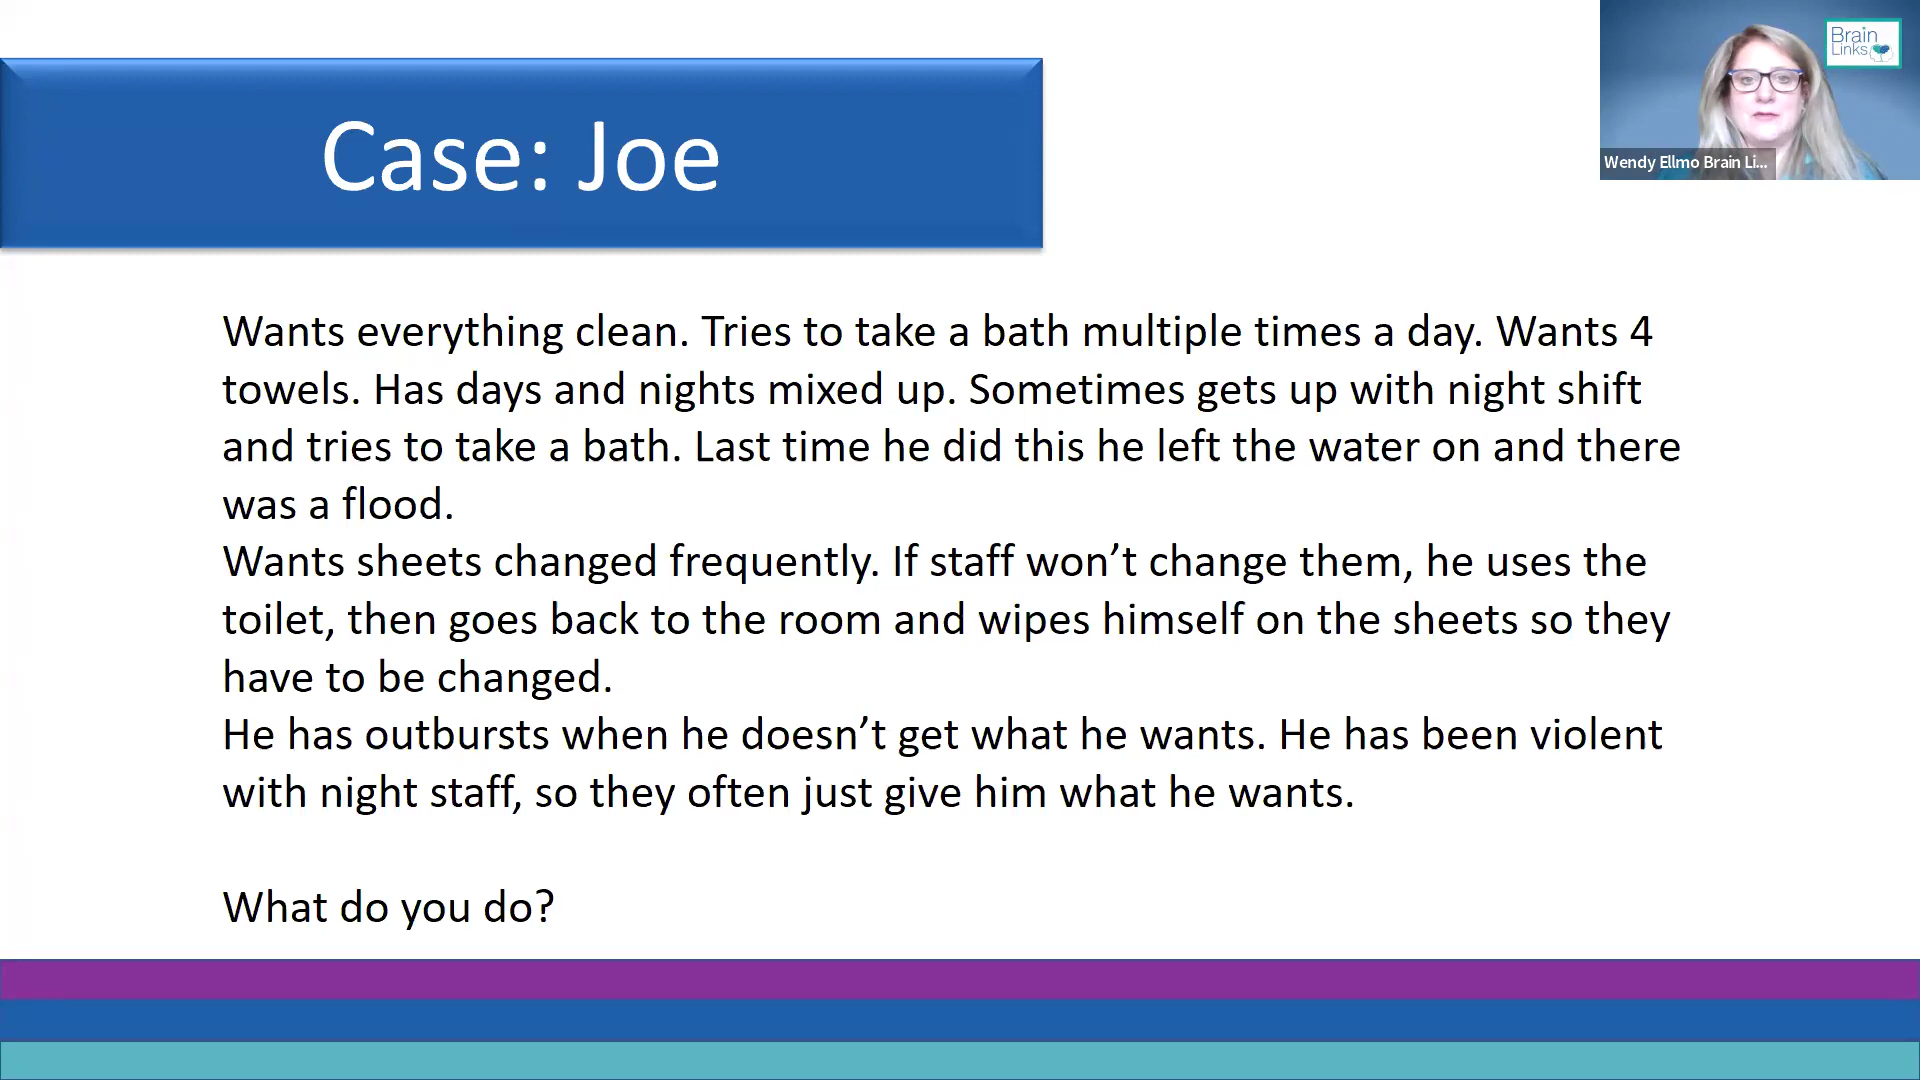 Brain
Links
Wendy Ellmo Brain Li...
Case: Joe
Wants everything clean. Tries to take a bath multiple times a day. Wants 4
towels. Has days and nights mixed up. Sometimes gets up with night shift
and tries to take a bath. Last time he did this he left the water on and there
was a flood.
Wants sheets changed frequently. If staff won’t change them, he uses the
toilet, then goes back to the room and wipes himself on the sheets so they
have to be changed.
He has outbursts when he doesn’t get what he wants. He has been violent
with night staff, so they often just give him what he wants.
What do you do?